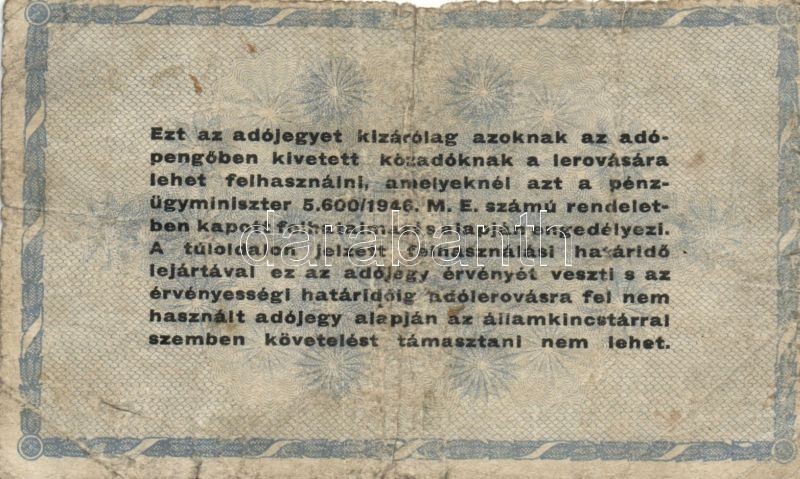 Ezt az adójegyet kizárólag azoknak az adó-
pengőben kivetett közadóknak a lerovására
lehet felhasználni, amelyeknél azt a pénz-
ügyminiszter 5.600/1946. M. E. számú rendelet-
ben kapott felhatalmazás alapján engedélyezi.
A túloldalon jelzett felhasználási határidő
lejártával ez az adójegy érvényét veszti s az
érvényességi határidőig adólerovásra fel nem
használt adójegy alapján az államkincstárral
szemben követelést támasztani nem lehet.
darabanth